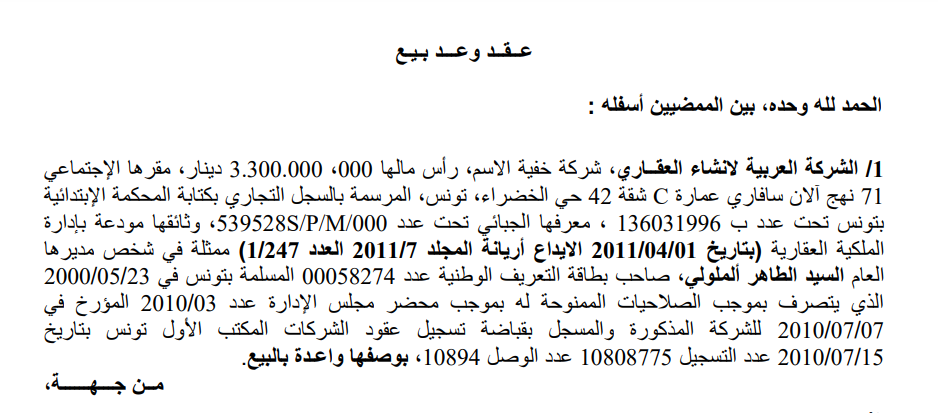 عـقـد وعــد بـيـع
الحمد لله وحده، بين الممضيين أسفله :
1/ الشركة العربية لانشاء العقــاري، شركة خفية الاسم، رأس مالها 000، 3.300.000 دينار، مقرها الإجتماعي
71 نهج آلان سافاري عمارة C شقة 42 حي الخضراء، تونس، المرسمة بالسجل التجاري بكتابة المحكمة الإبتدائية
بتونس تحت عدد ب 136031996 ، معرفها الجبائي تحت عدد 539528S/P/M/000، وثائقها مودعة بإدارة
الملكية العقارية (بتاريخ 2011/04/01 الايداع أريانة المجلد 2011/7 العدد 1/247) ممثلة في شخص مديرها
العام السيد الطاهر ألملولي، صاحب بطاقة التعريف الوطنية عدد 00058274 المسلمة بتونس في 2000/05/23
الذي يتصرف بموجب الصلاحيات الممنوحة له بموجب محضر مجلس الإدارة عدد 2010/03 المؤرخ في
2010/07/07 للشركة المذكورة والمسجل بقباضة تسجيل عقود الشركات المكتب الأول تونس بتاريخ
2010/07/15 عدد التسجيل 10808775 عدد الوصل 10894، بوصفها واعـدة بالبيع.
مـن جــهـــــة،